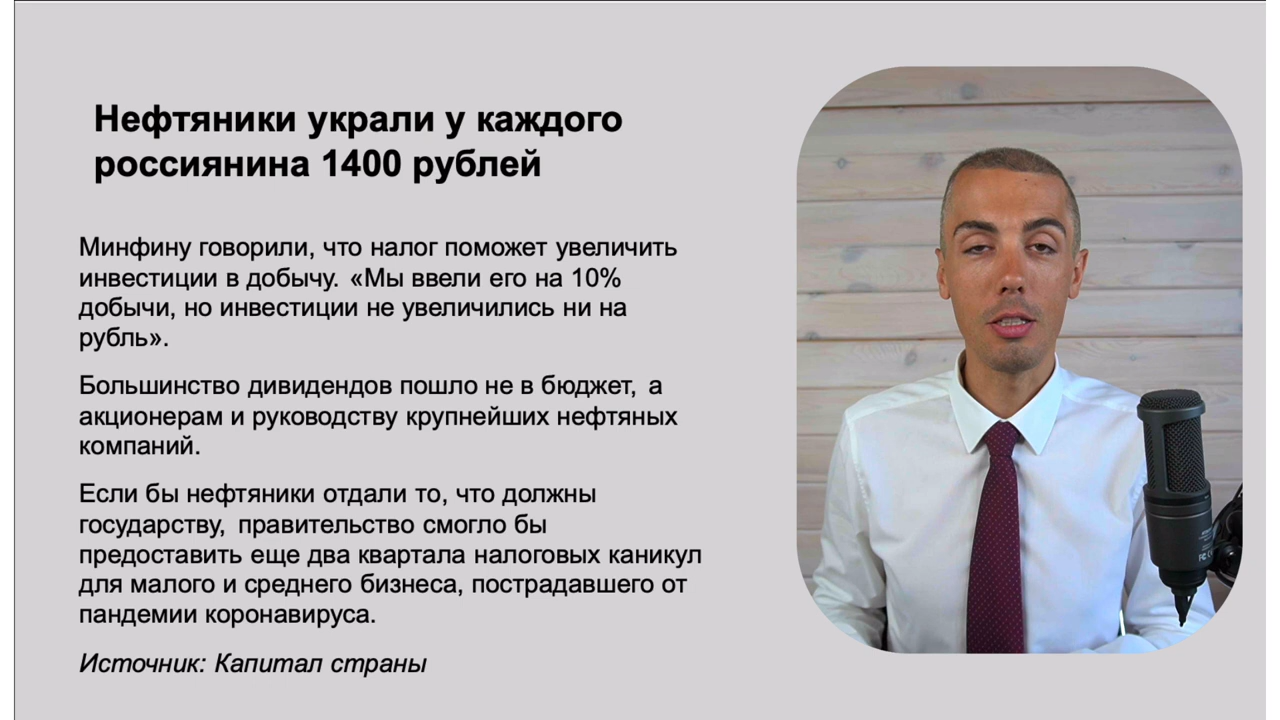 Нефтяники украли у каждого
россиянина 1400 рублей
Минфину говорили, что налог поможет увеличить
инвестиции в добычу. «Мы ввели его на 10%
добычи, но инвестиции не увеличились ни на
рубль».
Большинство дивидендов пошло не в бюджет, а
акционерам и руководству крупнейших нефтяных
компаний.
Если бы нефтяники отдали то, что должны
государству, правительство смогло бы
предоставить еще два квартала налоговых каникул
для малого и среднего бизнеса, пострадавшего от
пандемии коронавируса.
Источник: Капитал страны